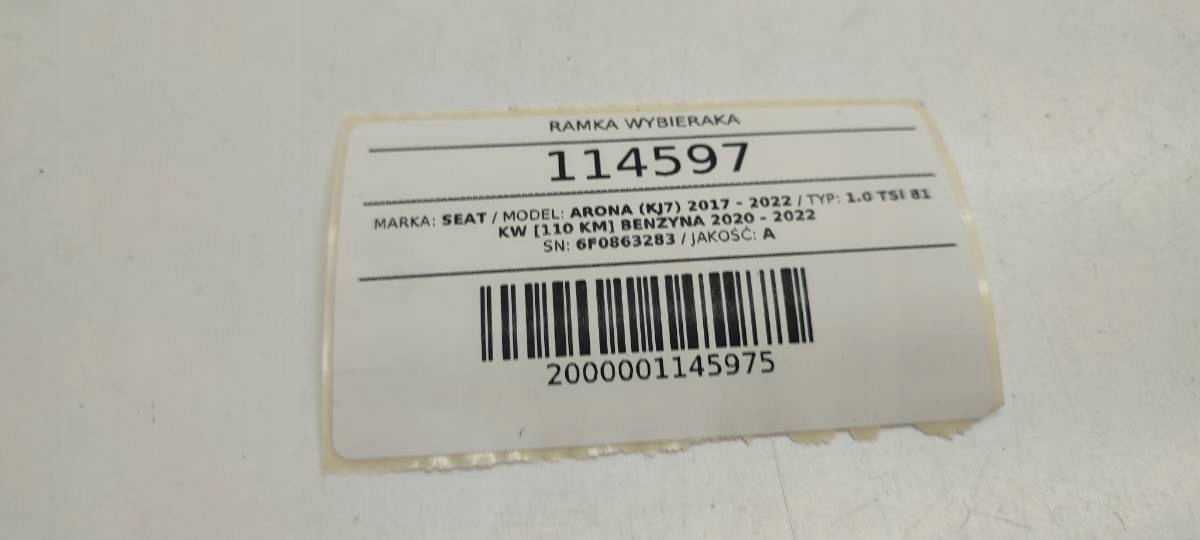 RAMKA WYBIERAKA
114597
MARKA: SEAT / MODEL: ARONA (KJ7) 2017 - 2022 / TYP: 1.0 TSI 81
KW [110 KM] BENZYNA 2020 - 2022
SN: 6F0863283 / JAKOŚĆ: A
2000001145975